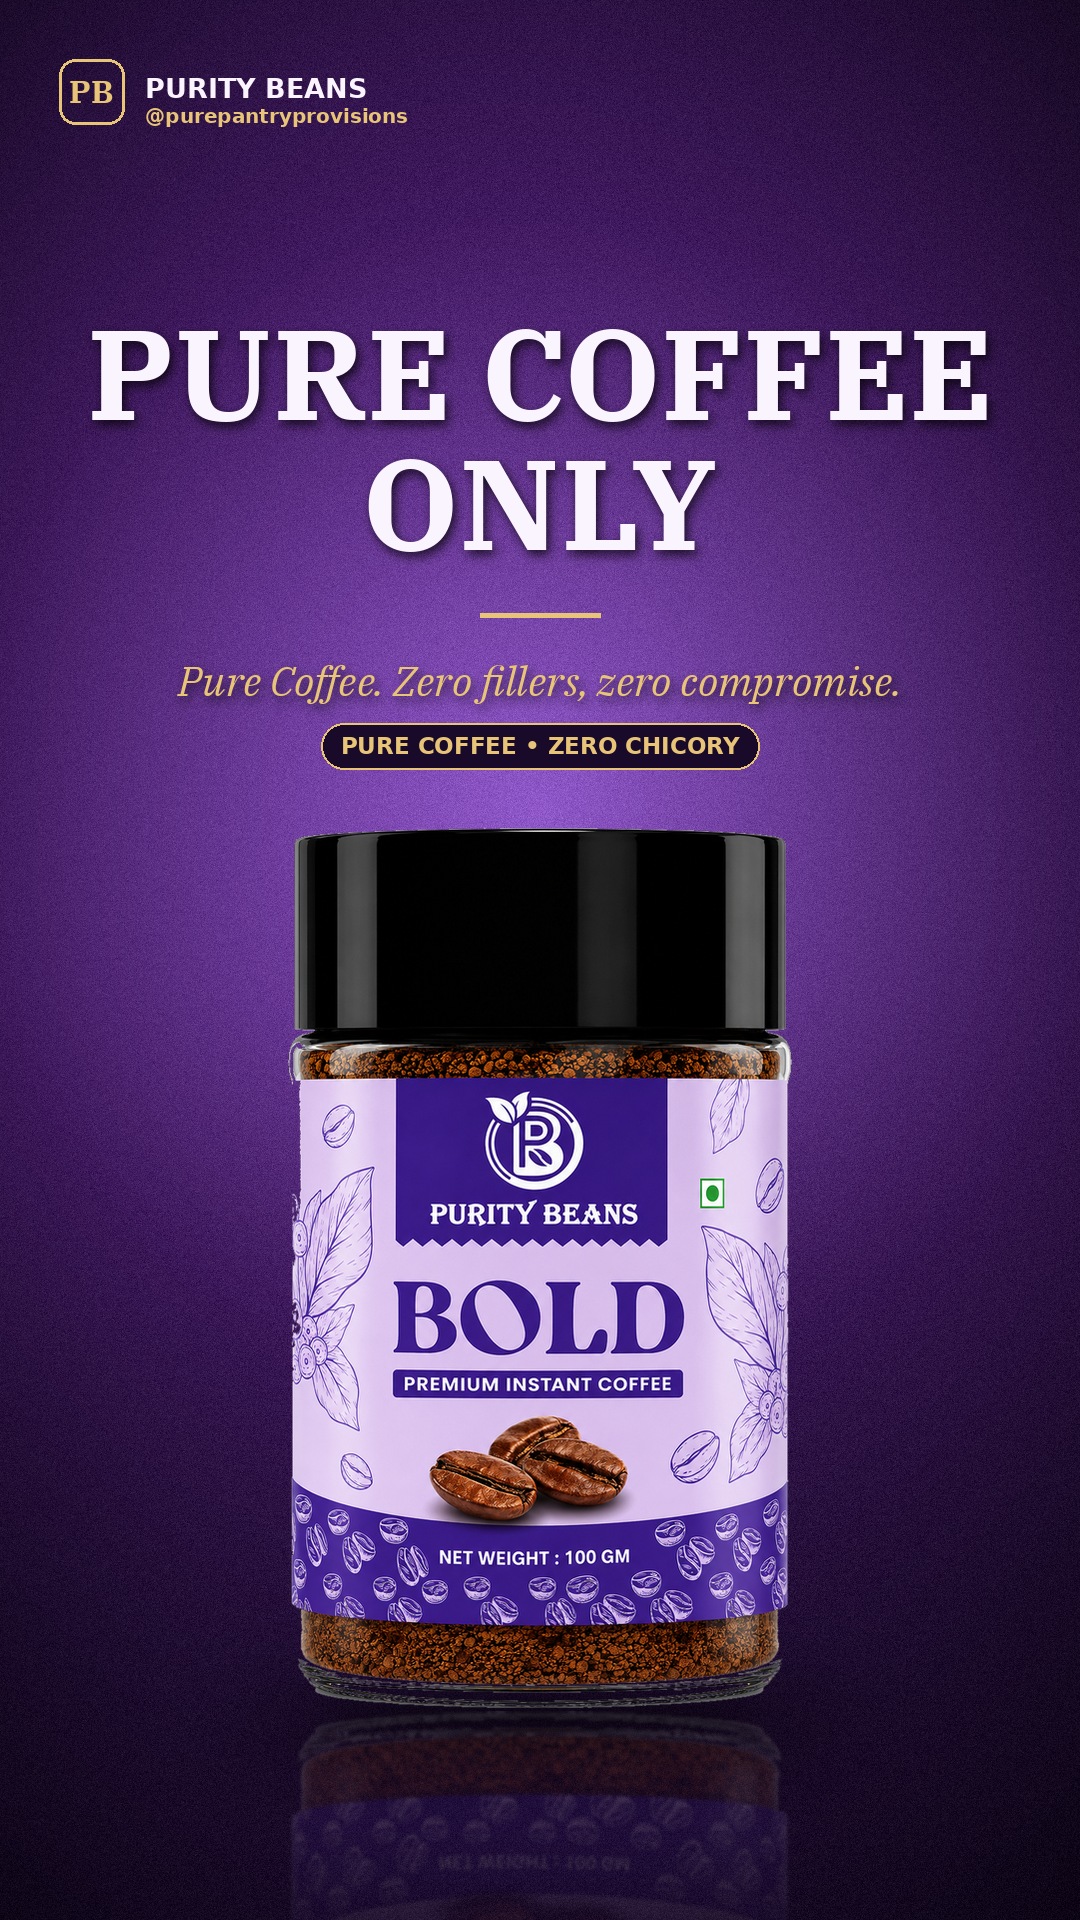 PB
PURITY BEANS
@purepantryprovisions
PURE COFFEE
ONLY
Pure Coffee. Zero fillers, zero compromise.
PURE COFFEE • ZERO CHICORY
PURITY BEANS
BOLD
PREMIUM INSTANT COFFEE
NET WEIGHT : 100 GM